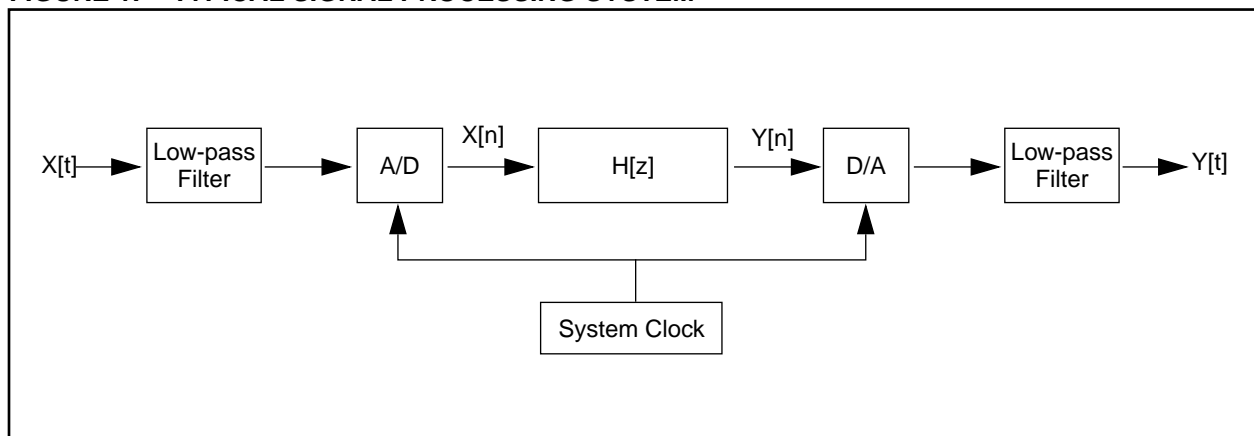 X[t]
Low-pass
Filter
A/D
X[n]
H[z]
Y[n]
D/A
Low-pass
Filter
Y[t]
System Clock